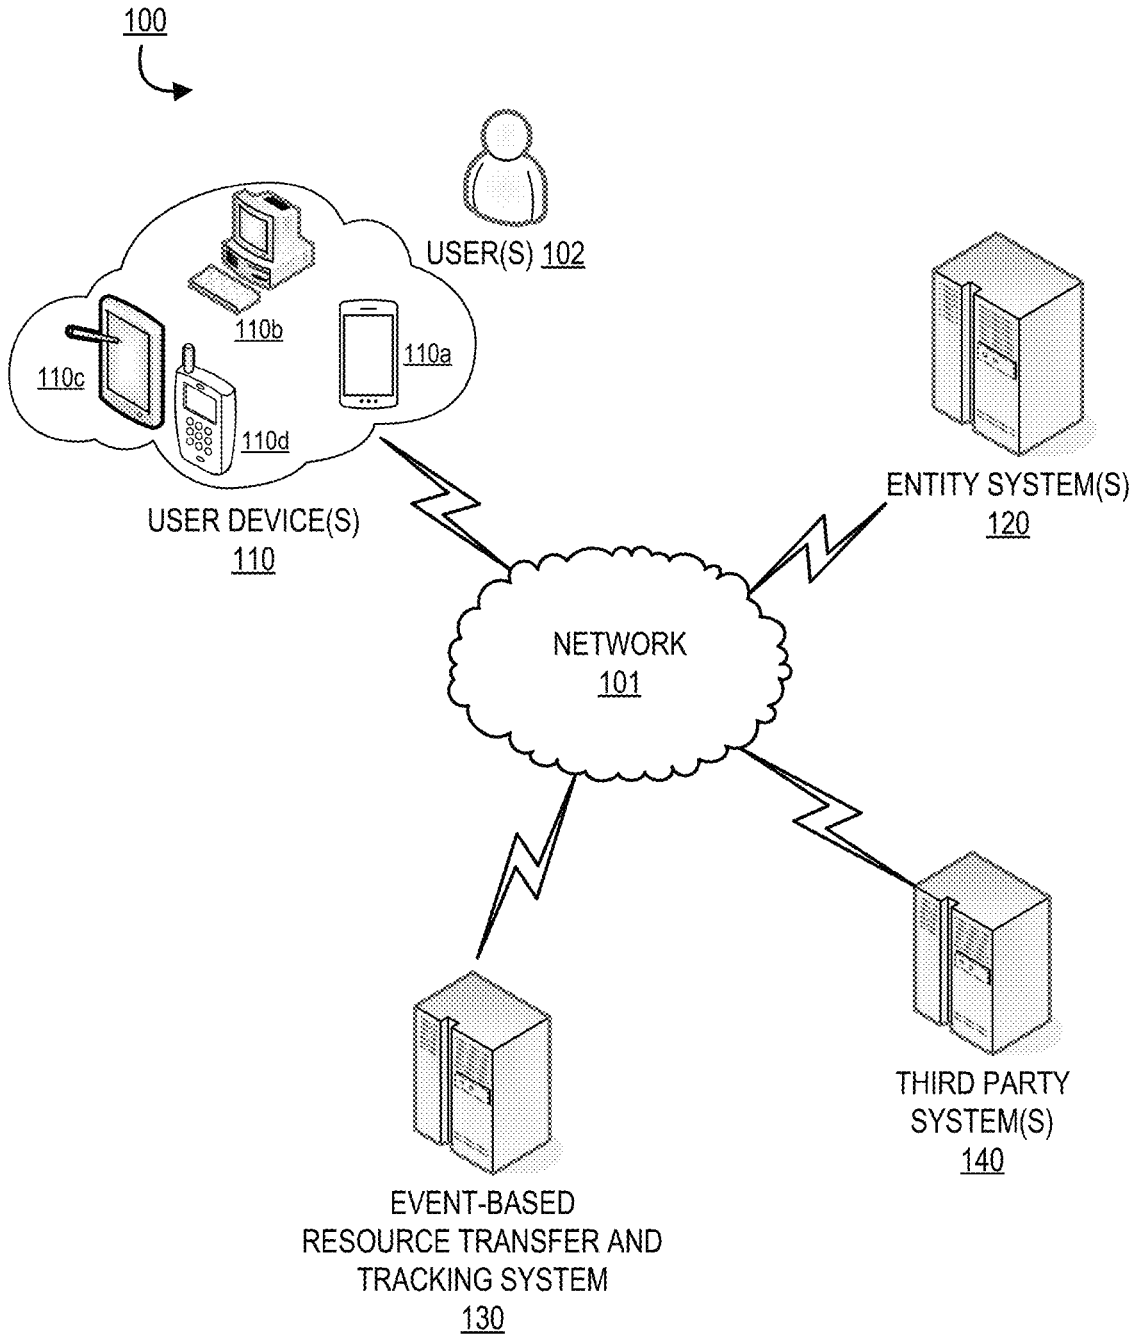 100
USER(S) 102
110b
110a
110c
110d
USER DEVICE(S)
110
ENTITY SYSTEM(S)
120
NETWORK
101
THIRD PARTY
SYSTEM(S)
140
EVENT-BASED
RESOURCE TRANSFER AND
TRACKING SYSTEM
130